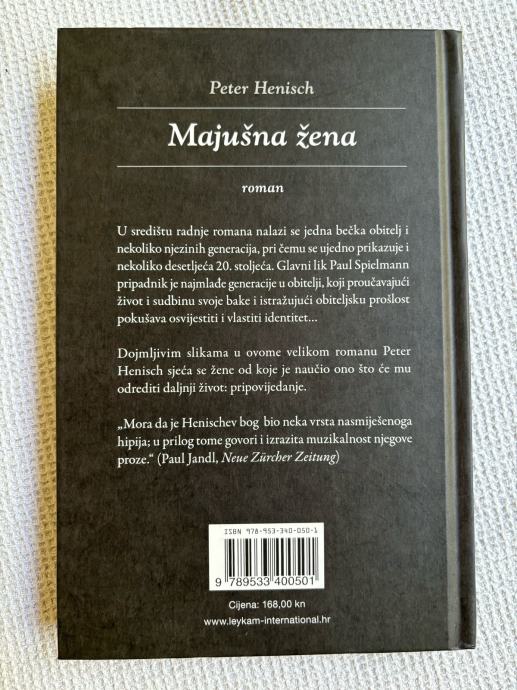 Peter Henisch
Majušna žena
roman
U središtu radnje romana nalazi se jedna bečka obitelj i
nekoliko njezinih generacija, pri čemu se ujedno prikazuje i
nekoliko desetljeća 20. stoljeća. Glavni lik Paul Spielmann
pripadnik je najmlađe generacije u obitelji, koji proučavajući
život i sudbinu svoje bake i istražujući obiteljsku prošlost
pokušava osvijestiti i vlastiti identitet...
Dojmljivim slikama u ovome velikom romanu Peter
Henisch sjeća se žene od koje je naučio ono što će mu
odrediti daljnji život: pripovijedanje.
„Mora da je Henischev bog bio neka vrsta nasmiješenoga
hipija; u prilog tome govori i izrazita muzikalnost njegove
proze.“ (Paul Jandl, Neue Zürcher Zeitung)
ISBN 978-953-340-050-1
9 789533 400501
Cijena: 168,00 kn
www.leykam-international.hr